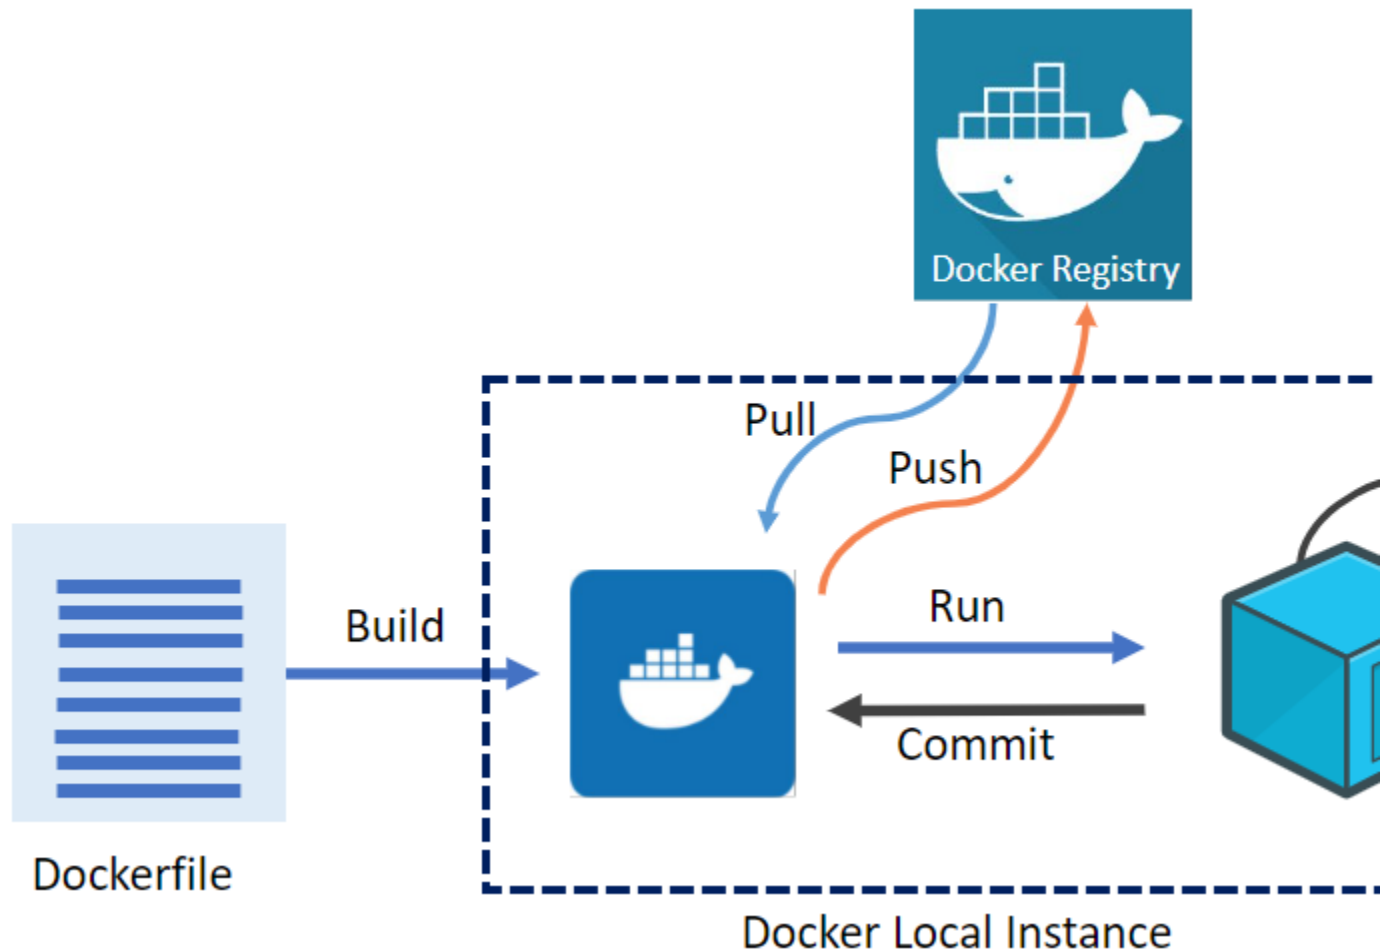 Docker Registry
Pull
Push
Build
Run
Commit
Dockerfile
Docker Local Instance